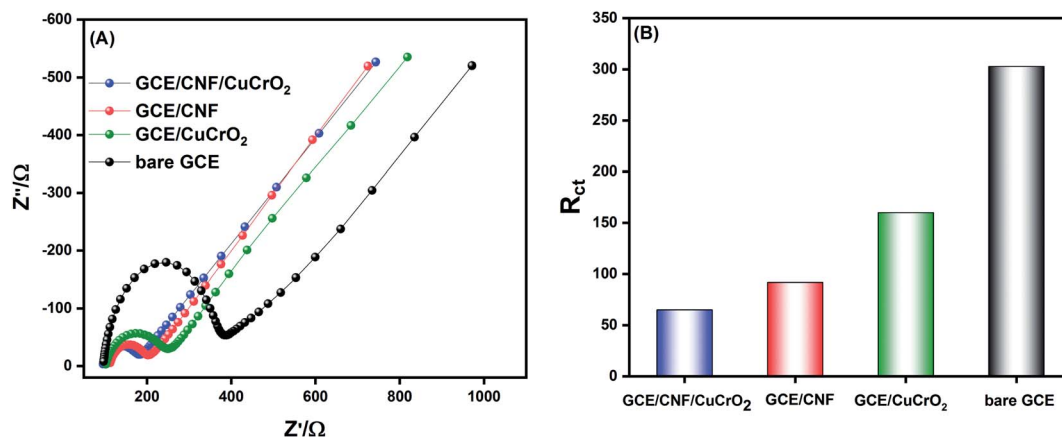 (A)
-600
-500
-400
-300
-200
-100
0
Z''/Ω
GCE/CNF/CuCrO₂
GCE/CNF
GCE/CuCrO₂
bare GCE
200 400 600 800 1000
Z'/Ω
(B)
350
300
250
200
150
100
50
0
Rct
GCE/CNF/CuCrO₂ GCE/CNF GCE/CuCrO₂ bare GCE